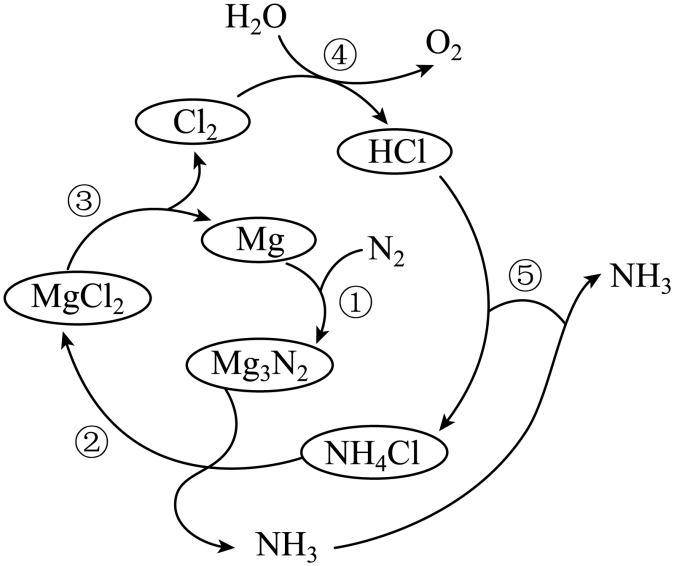 H₂O
④
O₂
Cl₂
HCl
③
Mg
N₂
⑤
NH₃
MgCl₂
①
Mg₃N₂
②
NH₄Cl
NH₃